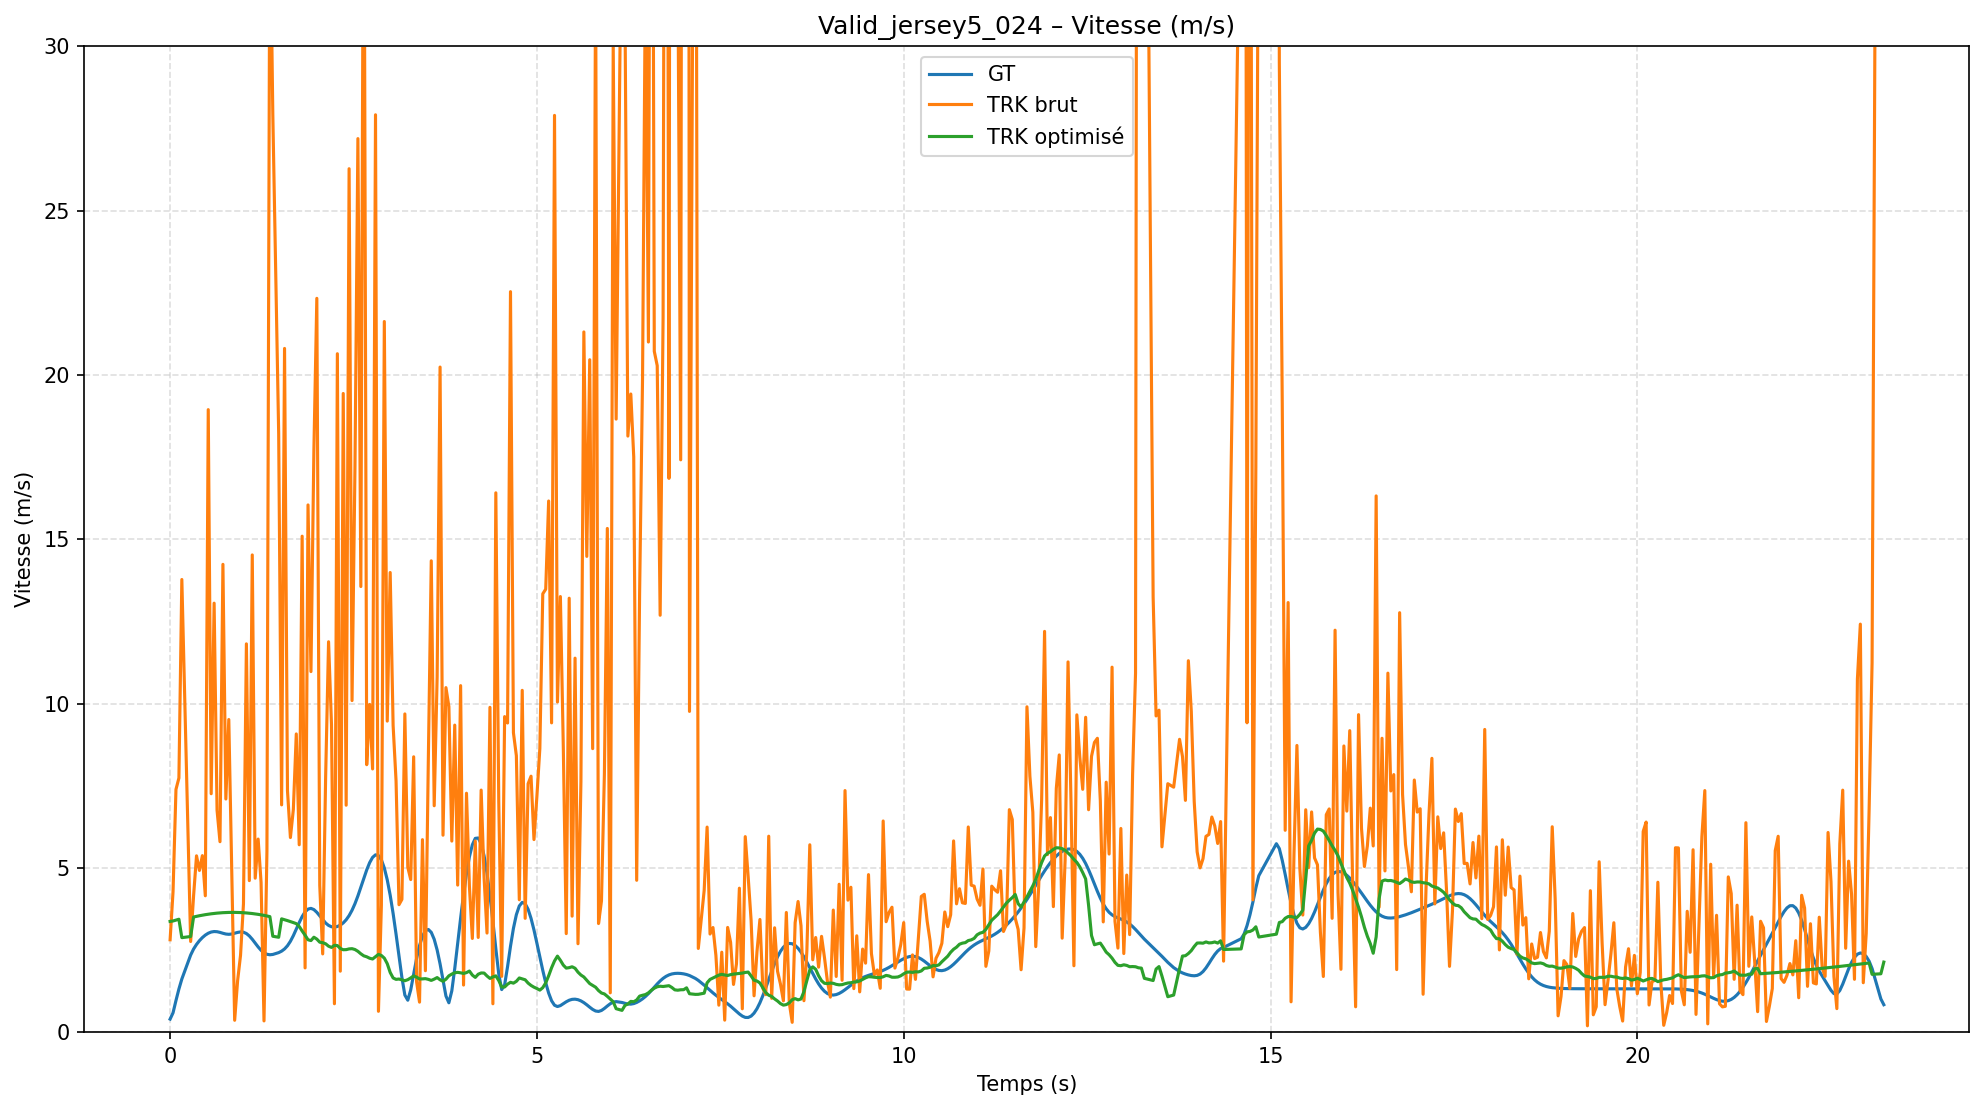 Valid_jersey5_024 – Vitesse (m/s)
GT
TRK brut
TRK optimisé
Vitesse (m/s)
30
25
20
15
10
5
0
0 5 10 15 20
Temps (s)